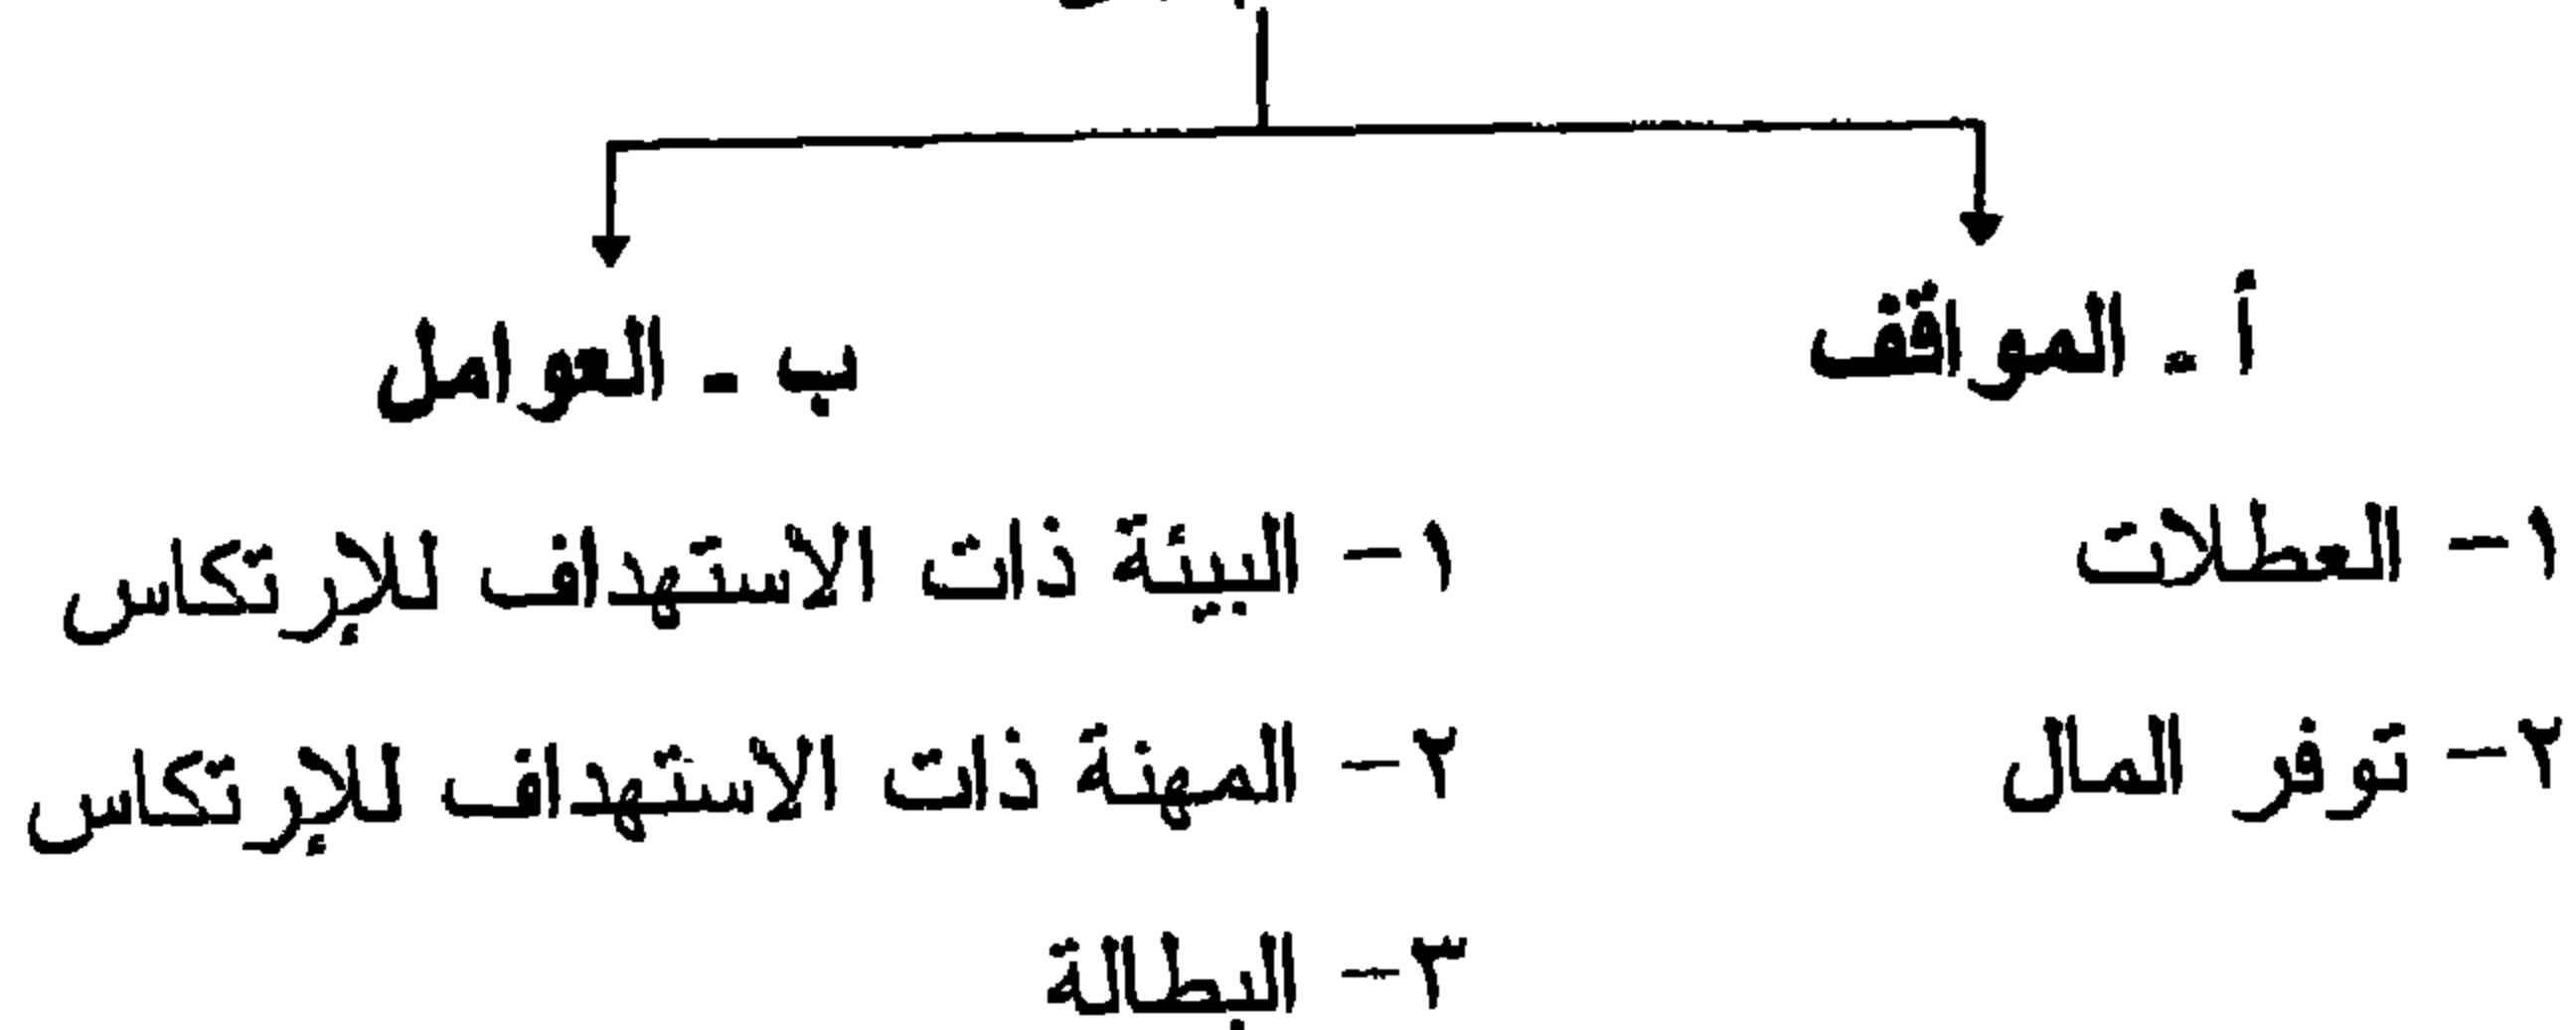 أ ـ المواقف
ب ـ العوامل
١- العطلات
١- البيئة ذات الاستهداف للإرتكاس
٢- توفر المال
٢- المهنة ذات الاستهداف للإرتكاس
٣- البطالة